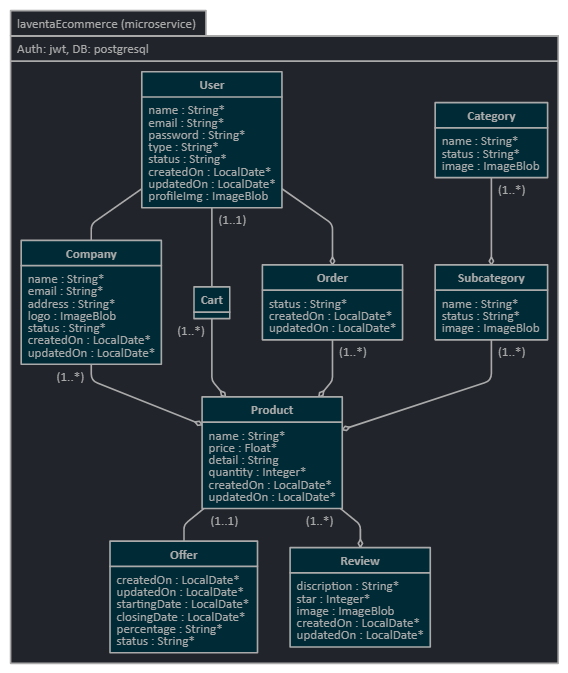 laventaEcommerce (microservice)
Auth: jwt, DB: postgresql
User
name : String*
email : String*
password : String*
type : String*
status : String*
createdOn : LocalDate*
updatedOn : LocalDate*
profileImg : ImageBlob
Category
name : String*
status : String*
image : ImageBlob
(1..1)
(1..*)
Company
name : String*
email : String*
address : String*
logo : ImageBlob
status : String*
createdOn : LocalDate*
updatedOn : LocalDate*
Cart
Order
status : String*
createdOn : LocalDate*
updatedOn : LocalDate*
Subcategory
name : String*
status : String*
image : ImageBlob
(1..*)
(1..*)
(1..*)
(1..*)
Product
name : String*
price : Float*
detail : String
quantity : Integer*
createdOn : LocalDate*
updatedOn : LocalDate*
(1..1)
(1..*)
Offer
createdOn : LocalDate*
updatedOn : LocalDate*
startingDate : LocalDate*
closingDate : LocalDate*
percentage : String*
status : String*
Review
discription : String*
star : Integer*
image : ImageBlob
createdOn : LocalDate*
updatedOn : LocalDate*